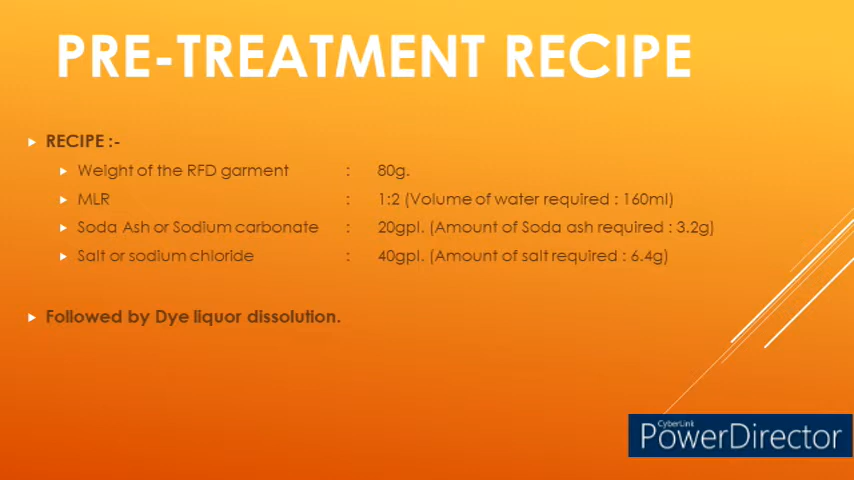 PRE-TREATMENT RECIPE
RECIPE :-
Weight of the RFD garment : 80g.
MLR : 1:2 (Volume of water required : 160ml)
Soda Ash or Sodium carbonate : 20gpl. (Amount of Soda ash required : 3.2g)
Salt or sodium chloride : 40gpl. (Amount of salt required : 6.4g)
Followed by Dye liquor dissolution.
CyberLink
PowerDirector